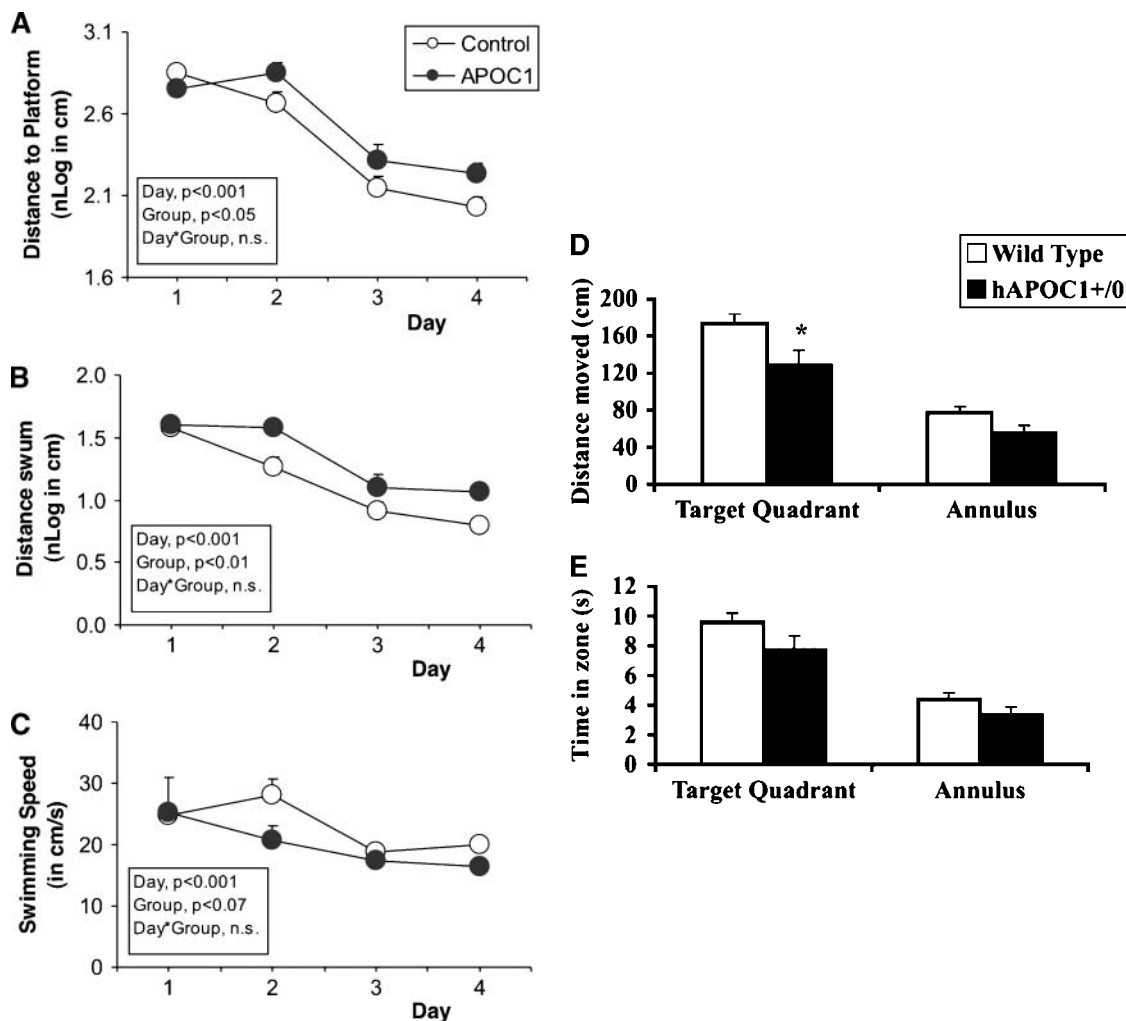 A
Distance to Platform
(nLog in cm)
3.1
2.6
2.1
1.6
Control
APOC1
Day, p<0.001
Group, p<0.05
Day*Group, n.s.
1 2 3 4
Day
B
Distance swum
(nLog in cm)
2.0
1.5
1.0
0.5
0.0
Day, p<0.001
Group, p<0.01
Day*Group, n.s.
1 2 3 4
Day
C
Swimming Speed
(in cm/s)
40
30
20
10
0
Day, p<0.001
Group, p<0.07
Day*Group, n.s.
1 2 3 4
Day
D
Wild Type
hAPOC1+/0
Distance moved (cm)
200
160
120
80
40
0
*
Target Quadrant Annulus
E
Time in zone (s)
12
10
8
6
4
2
0
Target Quadrant Annulus